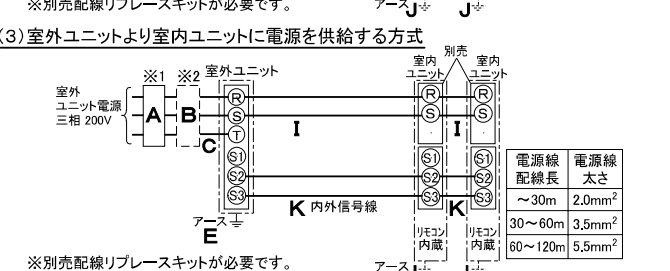 ※別売配線リプレースキットが必要です。
アース J J
(3)室外ユニットより室内ユニットに電源を供給する方式
別売
※1 ※2 室外ユニット 室内ユニット 室内ユニット
室外
ユニット電源
三相 200V
A B C
R R R
S S S
T
I I
S1 S1 S1
S2 S2 S2
S3 S3 S3
K 内外信号線 K
アース
E
リモコン内蔵 リモコン内蔵
電源線配線長 電源線太さ
～30m 2.0mm²
30～60m 3.5mm²
60～120m 5.5mm²
※別売配線リプレースキットが必要です。
アース